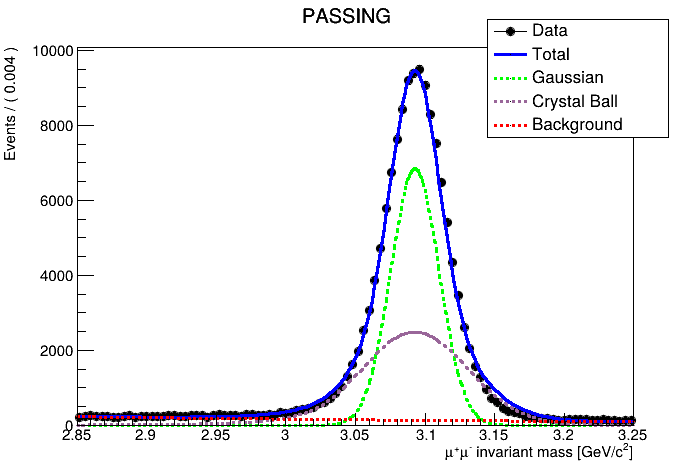 PASSING
Data
Total
Gaussian
Crystal Ball
Background
Events / ( 0.004 )
10000
8000
6000
4000
2000
0
2.85 2.9 2.95 3 3.05 3.1 3.15 3.2 3.25
μ⁺μ⁻ invariant mass [GeV/c²]